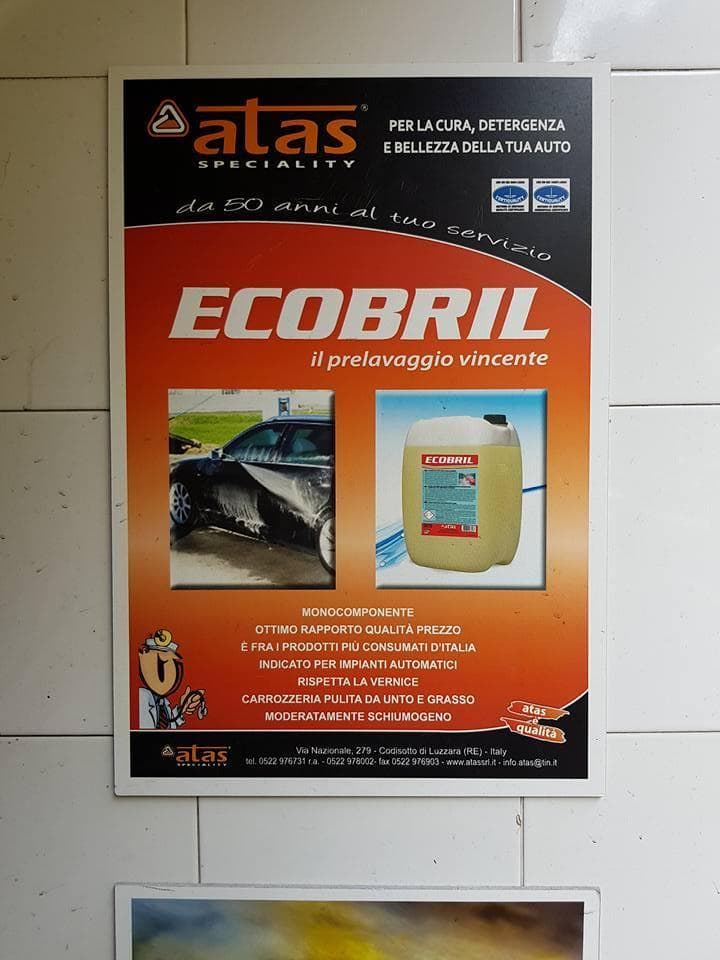 atas®
SPECIALITY
PER LA CURA, DETERGENZA
E BELLEZZA DELLA TUA AUTO
CERTIQUALITY
CERTIQUALITY
da 50 anni al tuo servizio
ECOBRIL
il prelavaggio vincente
ECOBRIL
atas
MONOCOMPONENTE
OTTIMO RAPPORTO QUALITÀ PREZZO
È FRA I PRODOTTI PIÙ CONSUMATI D'ITALIA
INDICATO PER IMPIANTI AUTOMATICI
RISPETTA LA VERNICE
CARROZZERIA PULITA DA UNTO E GRASSO
MODERATAMENTE SCHIUMOGENO
atas
è
qualità
atas®
SPECIALITY
Via Nazionale, 279 - Codisotto di Luzzara (RE) - Italy
tel. 0522 976731 r.a. - 0522 978002- fax 0522 976903 - www.atassrl.it - info.atas@tin.it